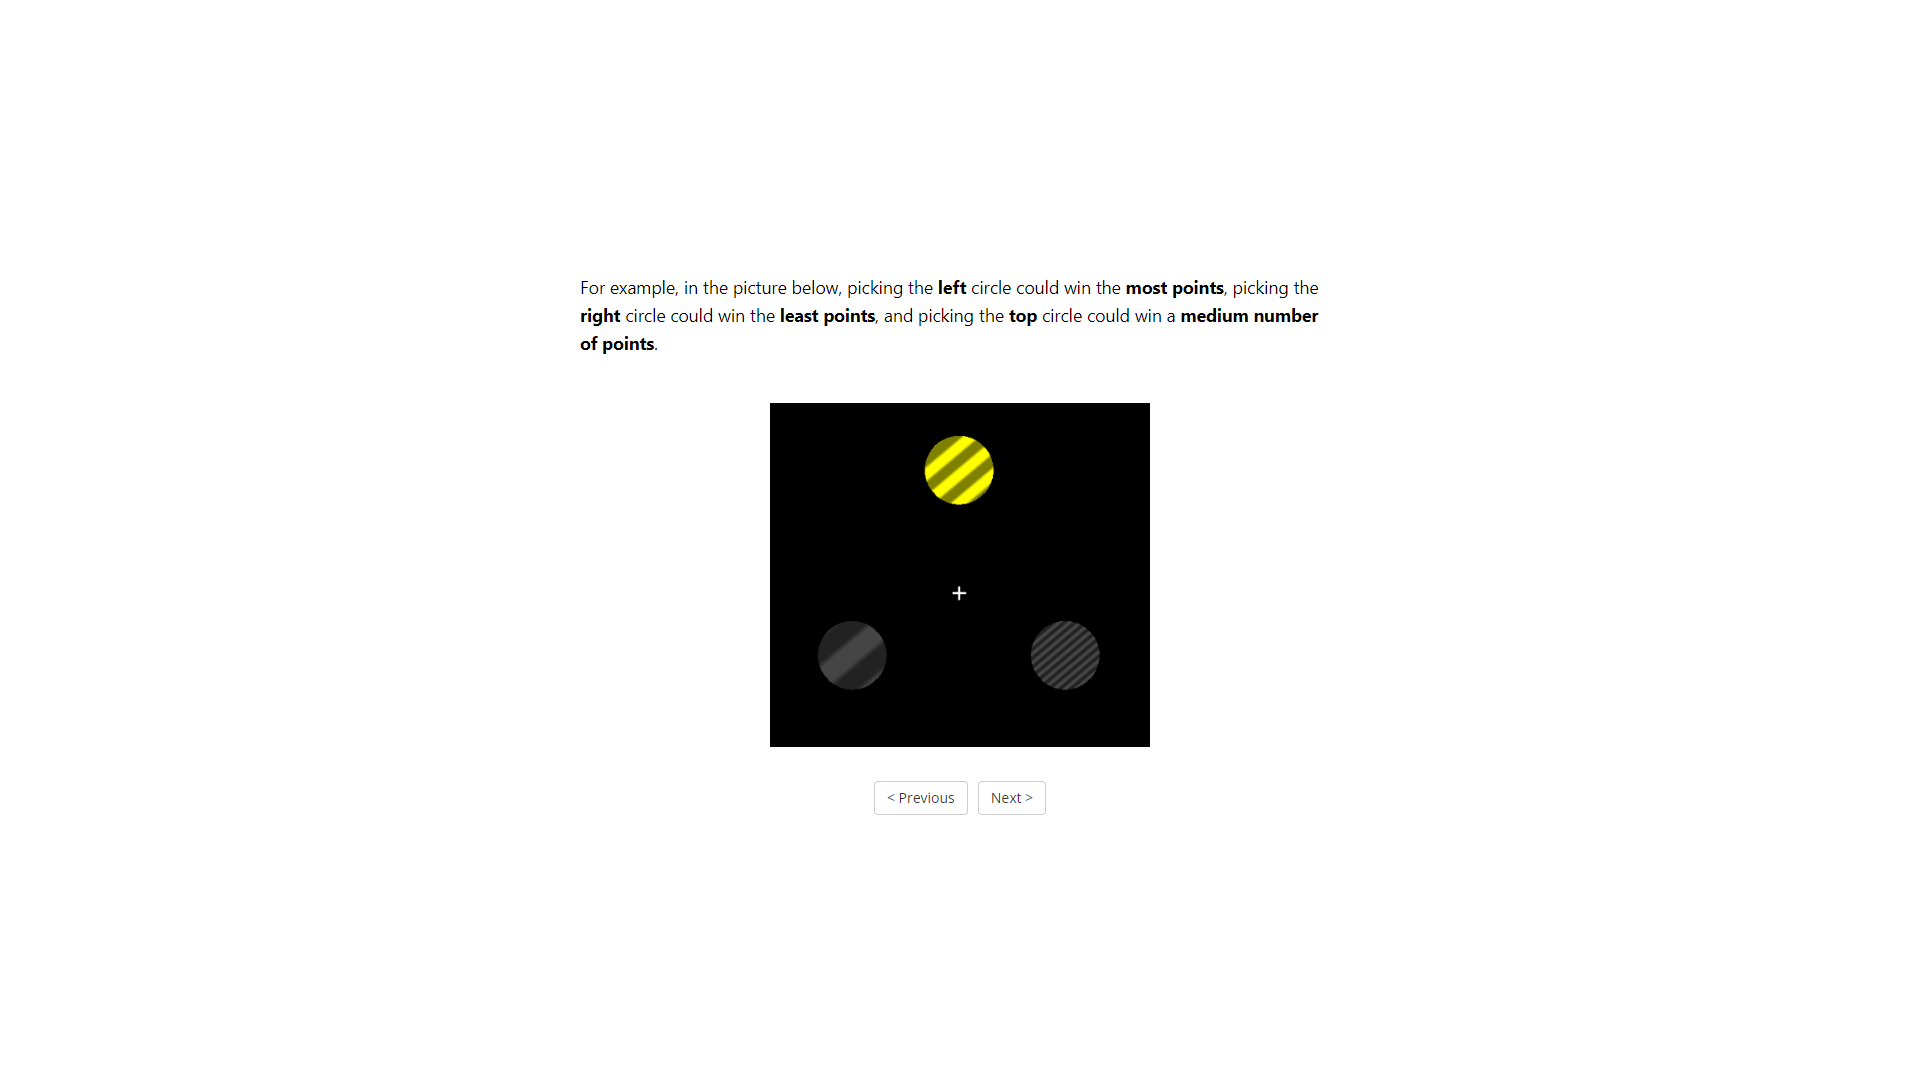 For example, in the picture below, picking the left circle could win the most points, picking the
right circle could win the least points, and picking the top circle could win a medium number
of points.
< Previous
Next >